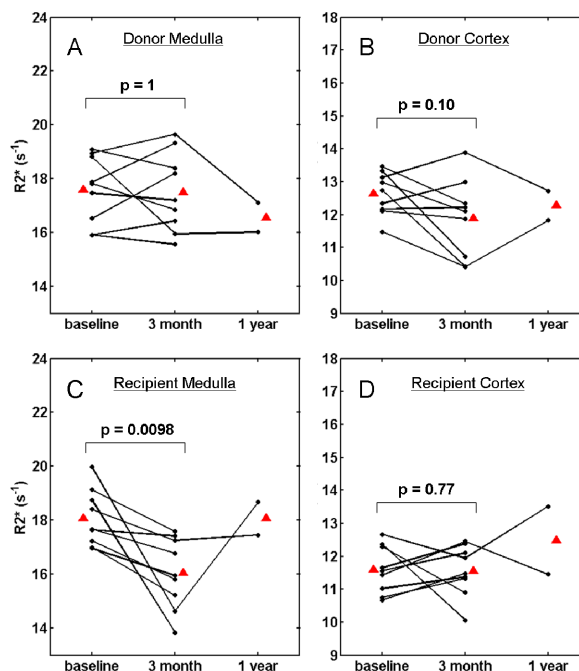 A Donor Medulla
p = 1
R2* (s⁻¹)
24
22
20
18
16
14
13
baseline 3 month 1 year
B Donor Cortex
p = 0.10
18
17
16
15
14
13
12
11
10
9
baseline 3 month 1 year
C Recipient Medulla
p = 0.0098
R2* (s⁻¹)
24
22
20
18
16
14
13
baseline 3 month 1 year
D Recipient Cortex
p = 0.77
18
17
16
15
14
13
12
11
10
9
baseline 3 month 1 year